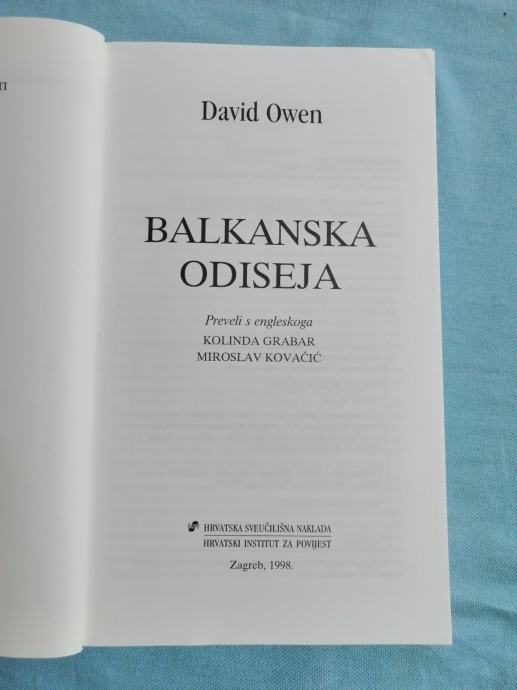 David Owen
BALKANSKA
ODISEJA
Preveli s engleskoga
KOLINDA GRABAR
MIROSLAV KOVAČIĆ
HRVATSKA SVEUČILIŠNA NAKLADA
HRVATSKI INSTITUT ZA POVIJEST
Zagreb, 1998.